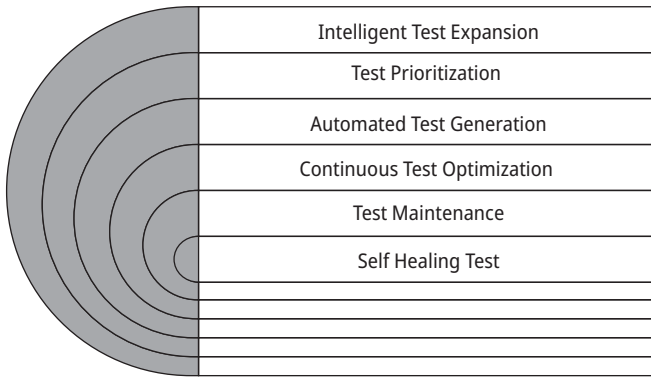 Intelligent Test Expansion
Test Prioritization
Automated Test Generation
Continuous Test Optimization
Test Maintenance
Self Healing Test